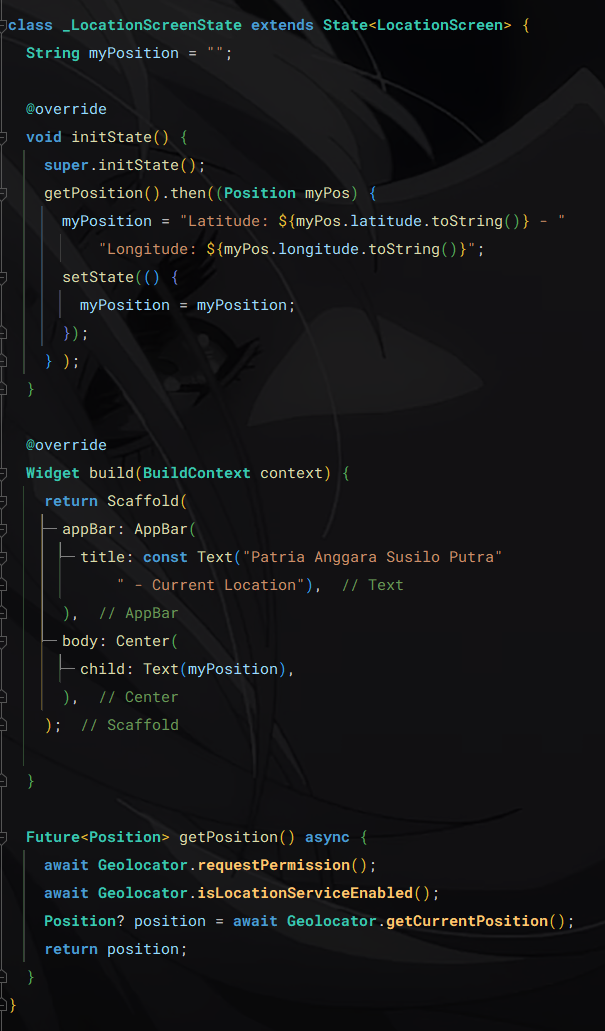 class _LocationScreenState extends State<LocationScreen> {
  String myPosition = "";

  @override
  void initState() {
    super.initState();
    getPosition().then((Position myPos) {
      myPosition = "Latitude: ${myPos.latitude.toString()} - "
          "Longitude: ${myPos.longitude.toString()}";
      setState(() {
        myPosition = myPosition;
      });
    } );
  }

  @override
  Widget build(BuildContext context) {
    return Scaffold(
      appBar: AppBar(
        title: const Text("Patria Anggara Susilo Putra"
            " - Current Location"),  // Text
      ),  // AppBar
      body: Center(
        child: Text(myPosition),
      ),  // Center
    );  // Scaffold

  }

  Future<Position> getPosition() async {
    await Geolocator.requestPermission();
    await Geolocator.isLocationServiceEnabled();
    Position? position = await Geolocator.getCurrentPosition();
    return position;
  }
}